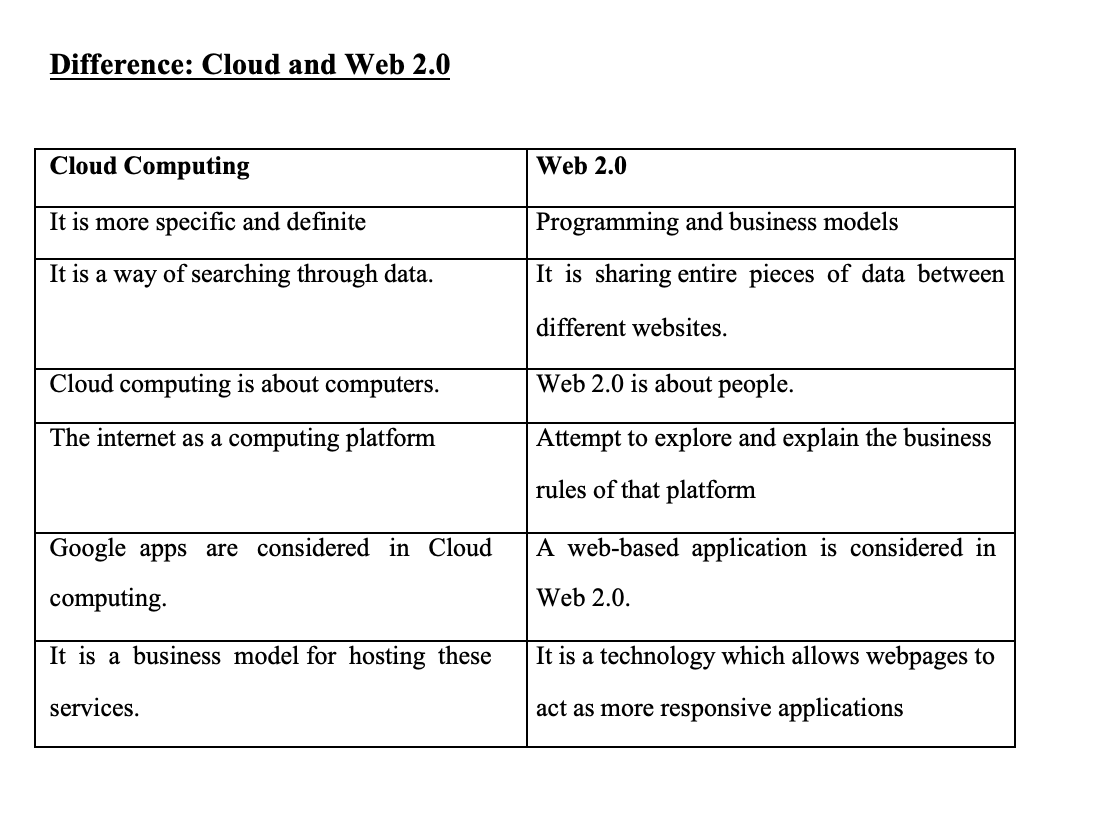 Difference: Cloud and Web 2.0
Cloud Computing
Web 2.0
It is more specific and definite
Programming and business models
It is a way of searching through data.
It is sharing entire pieces of data between
different websites.
Cloud computing is about computers.
Web 2.0 is about people.
The internet as a computing platform
Attempt to explore and explain the business
rules of that platform
Google apps are considered in Cloud
computing.
A web-based application is considered in
Web 2.0.
It is a business model for hosting these
services.
It is a technology which allows webpages to
act as more responsive applications